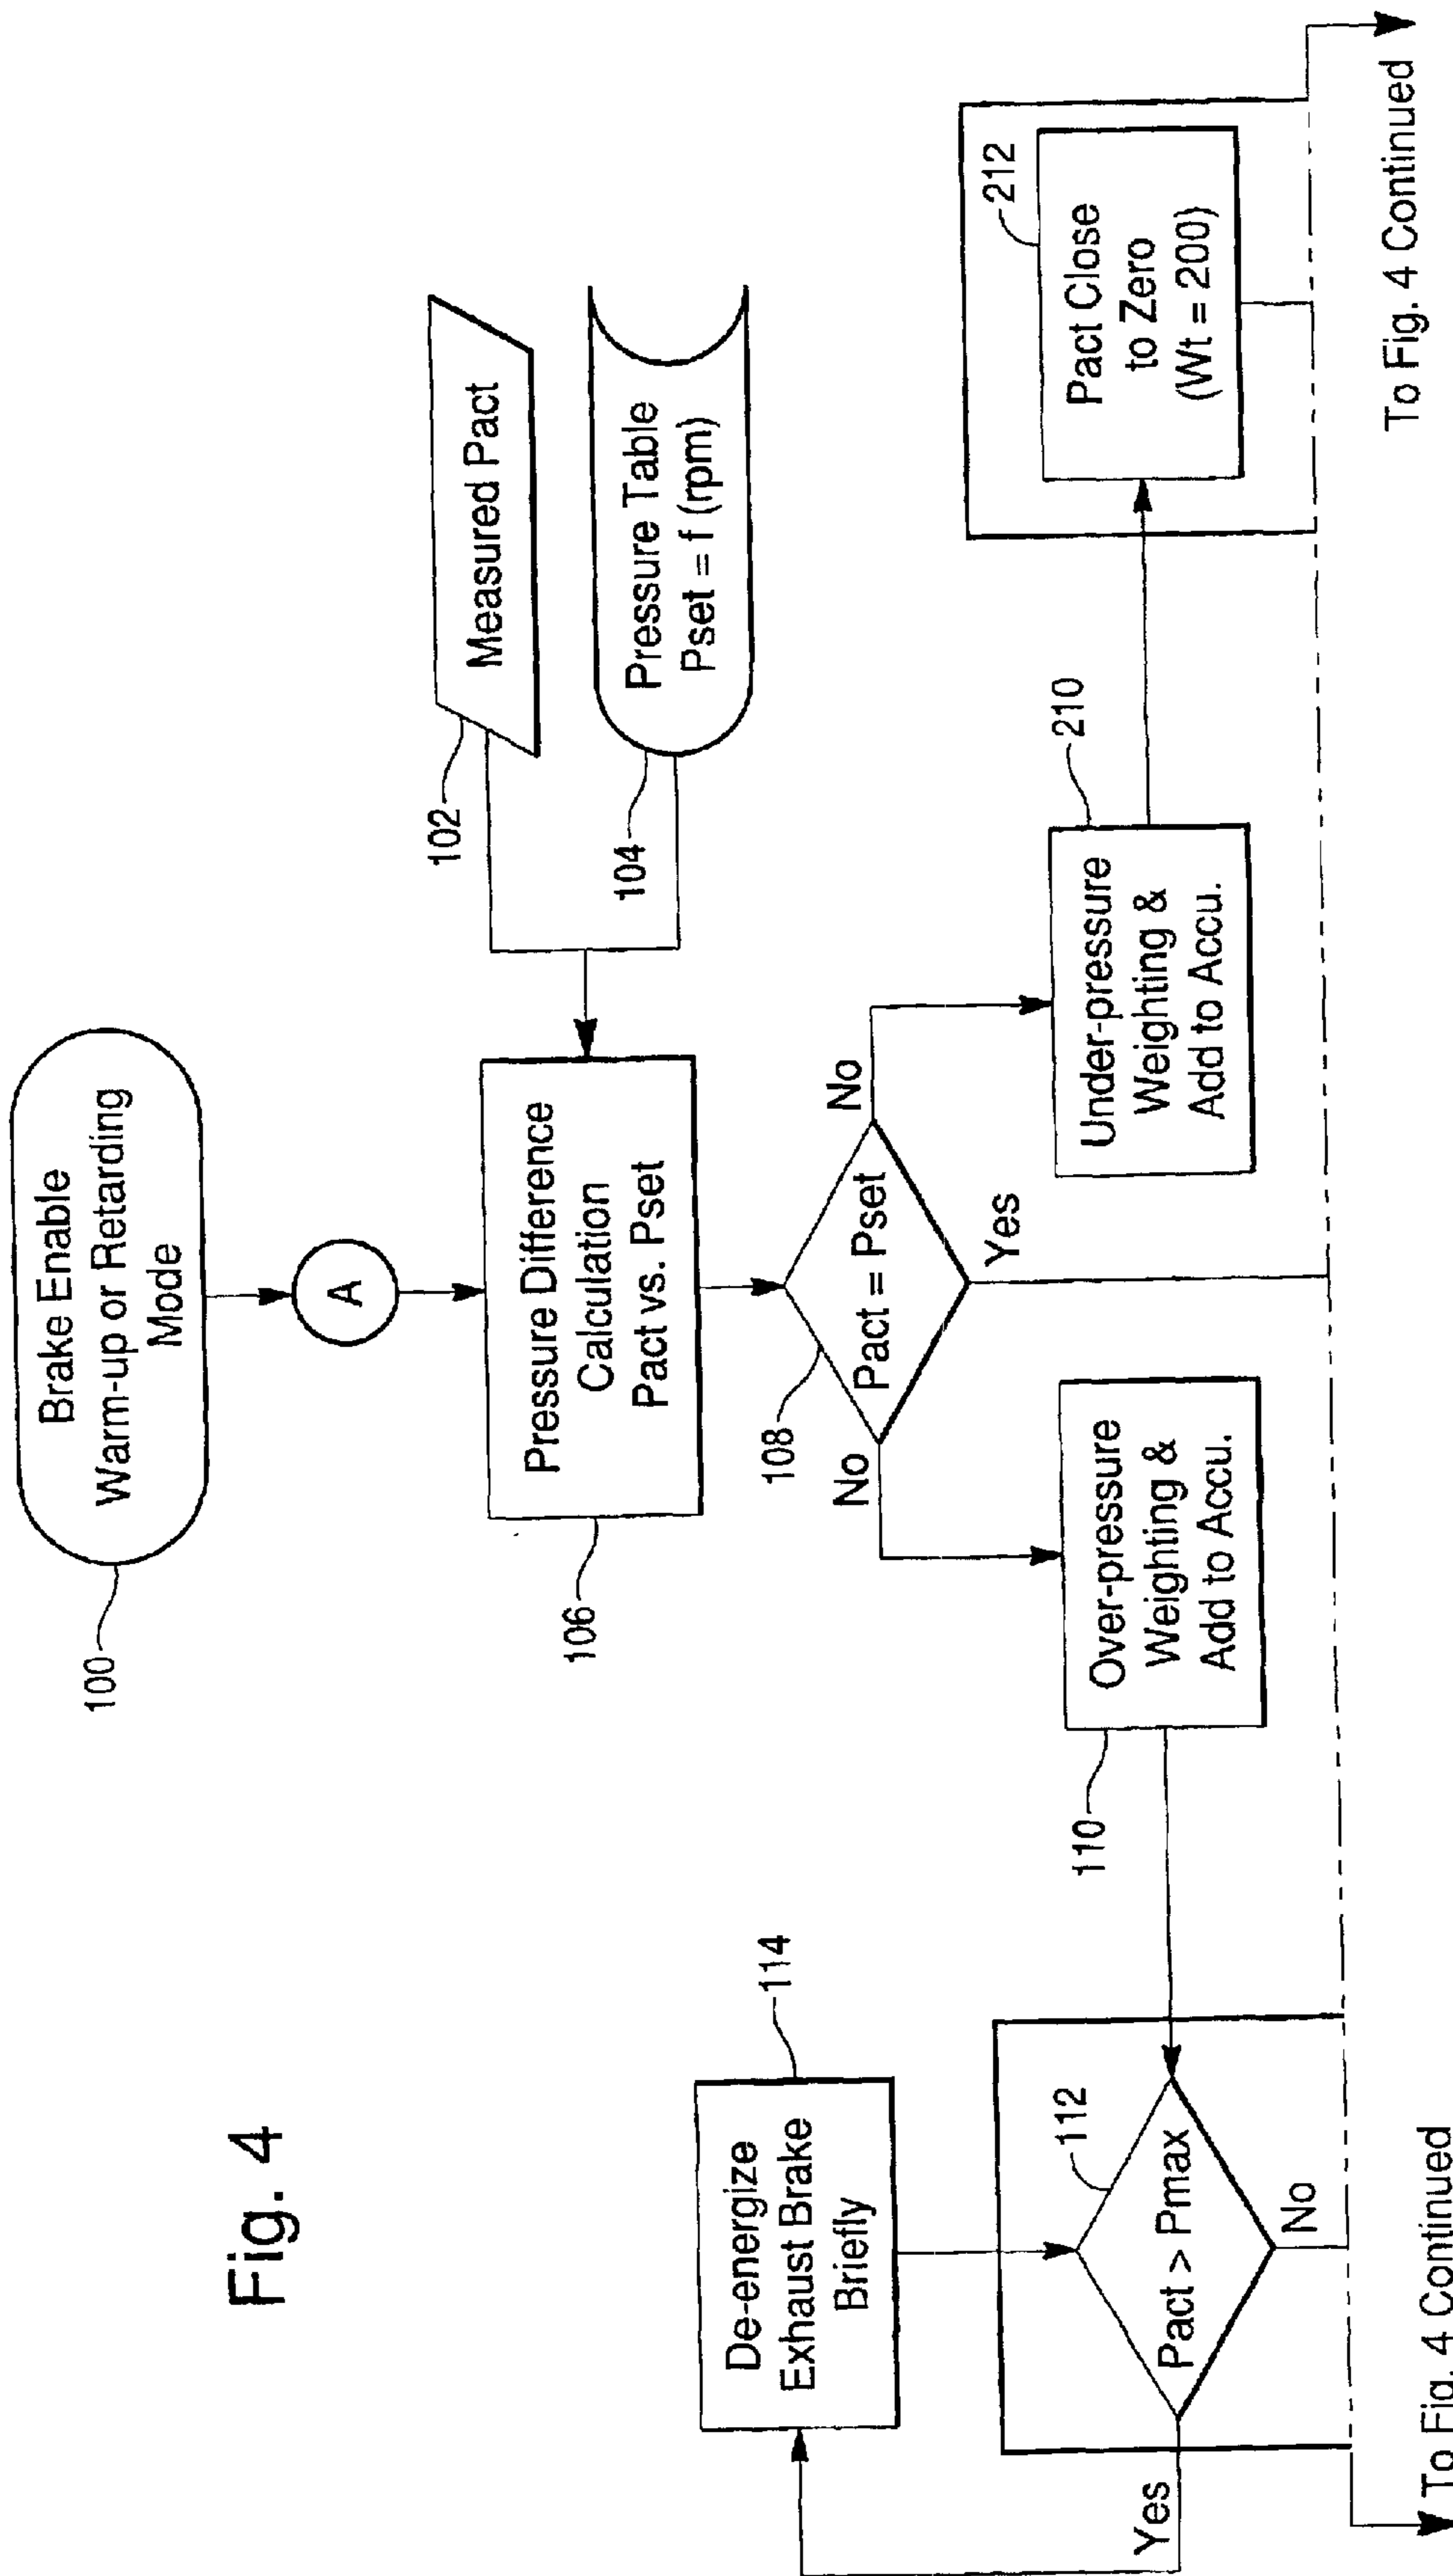 Fig. 4
Brake Enable
Warm-up or Retarding
Mode
100
A
Measured Pact
102
Pressure Table
Pset = f (rpm)
104
Pressure Difference
Calculation
Pact vs. Pset
106
Pact = Pset
108
No
No
Yes
De-energize
Exhaust Brake
Briefly
114
Over-pressure
Weighting &
Add to Accu.
110
Under-pressure
Weighting &
Add to Accu.
210
Pact Close
to Zero
(Wt = 200)
212
Pact > Pmax
112
Yes
No
To Fig. 4 Continued
To Fig. 4 Continued